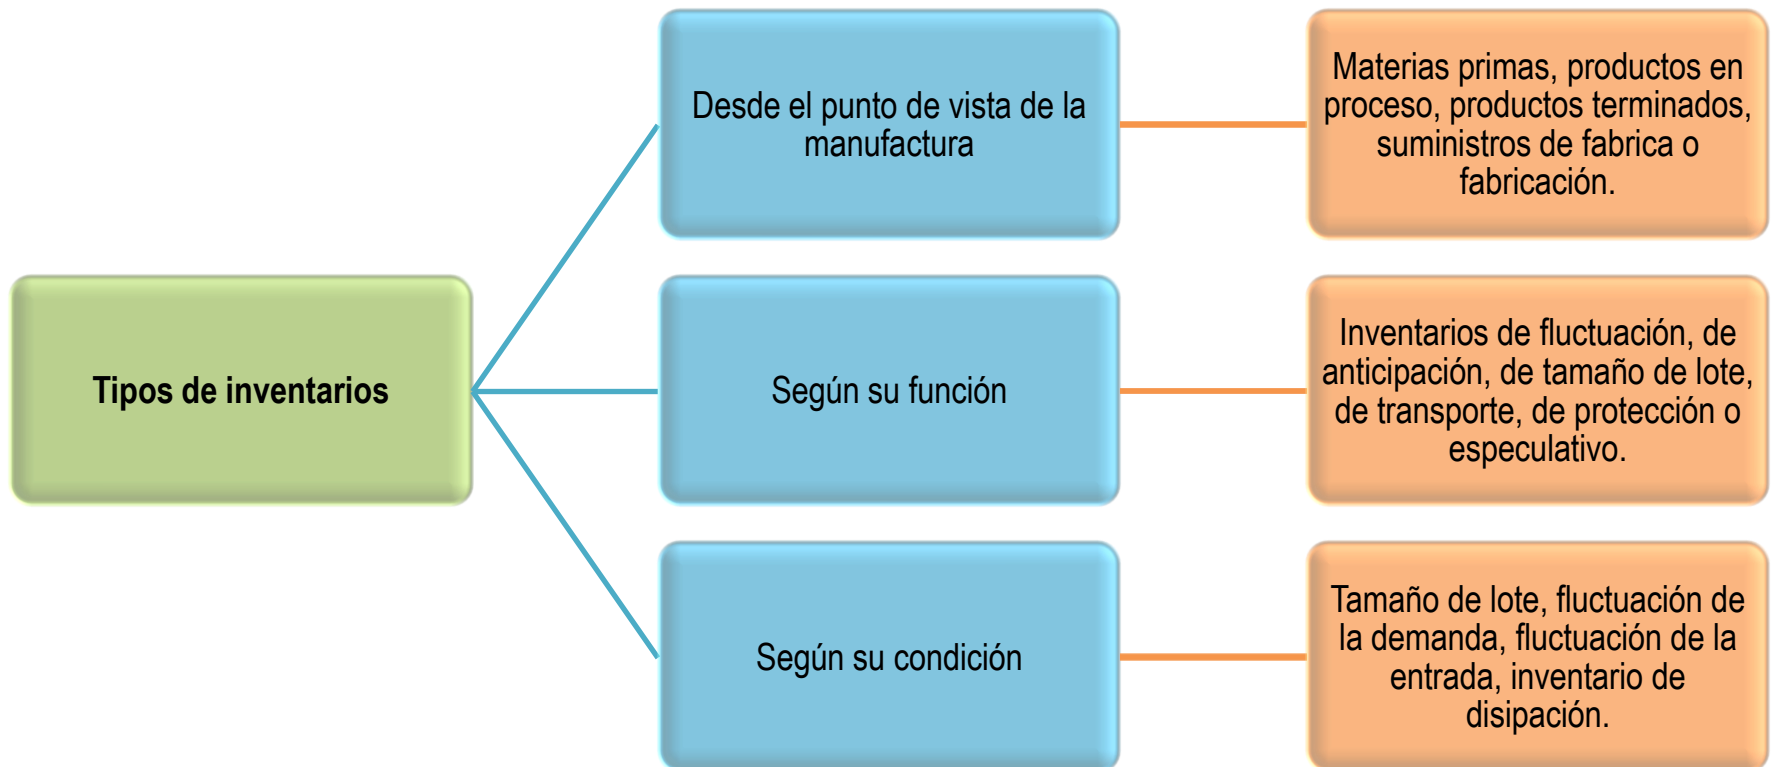 Desde el punto de vista de la
manufactura
Materias primas, productos en
proceso, productos terminados,
suministros de fabrica o
fabricación.
Tipos de inventarios
Según su función
Inventarios de fluctuación, de
anticipación, de tamaño de lote,
de transporte, de protección o
especulativo.
Según su condición
Tamaño de lote, fluctuación de
la demanda, fluctuación de la
entrada, inventario de
disipación.